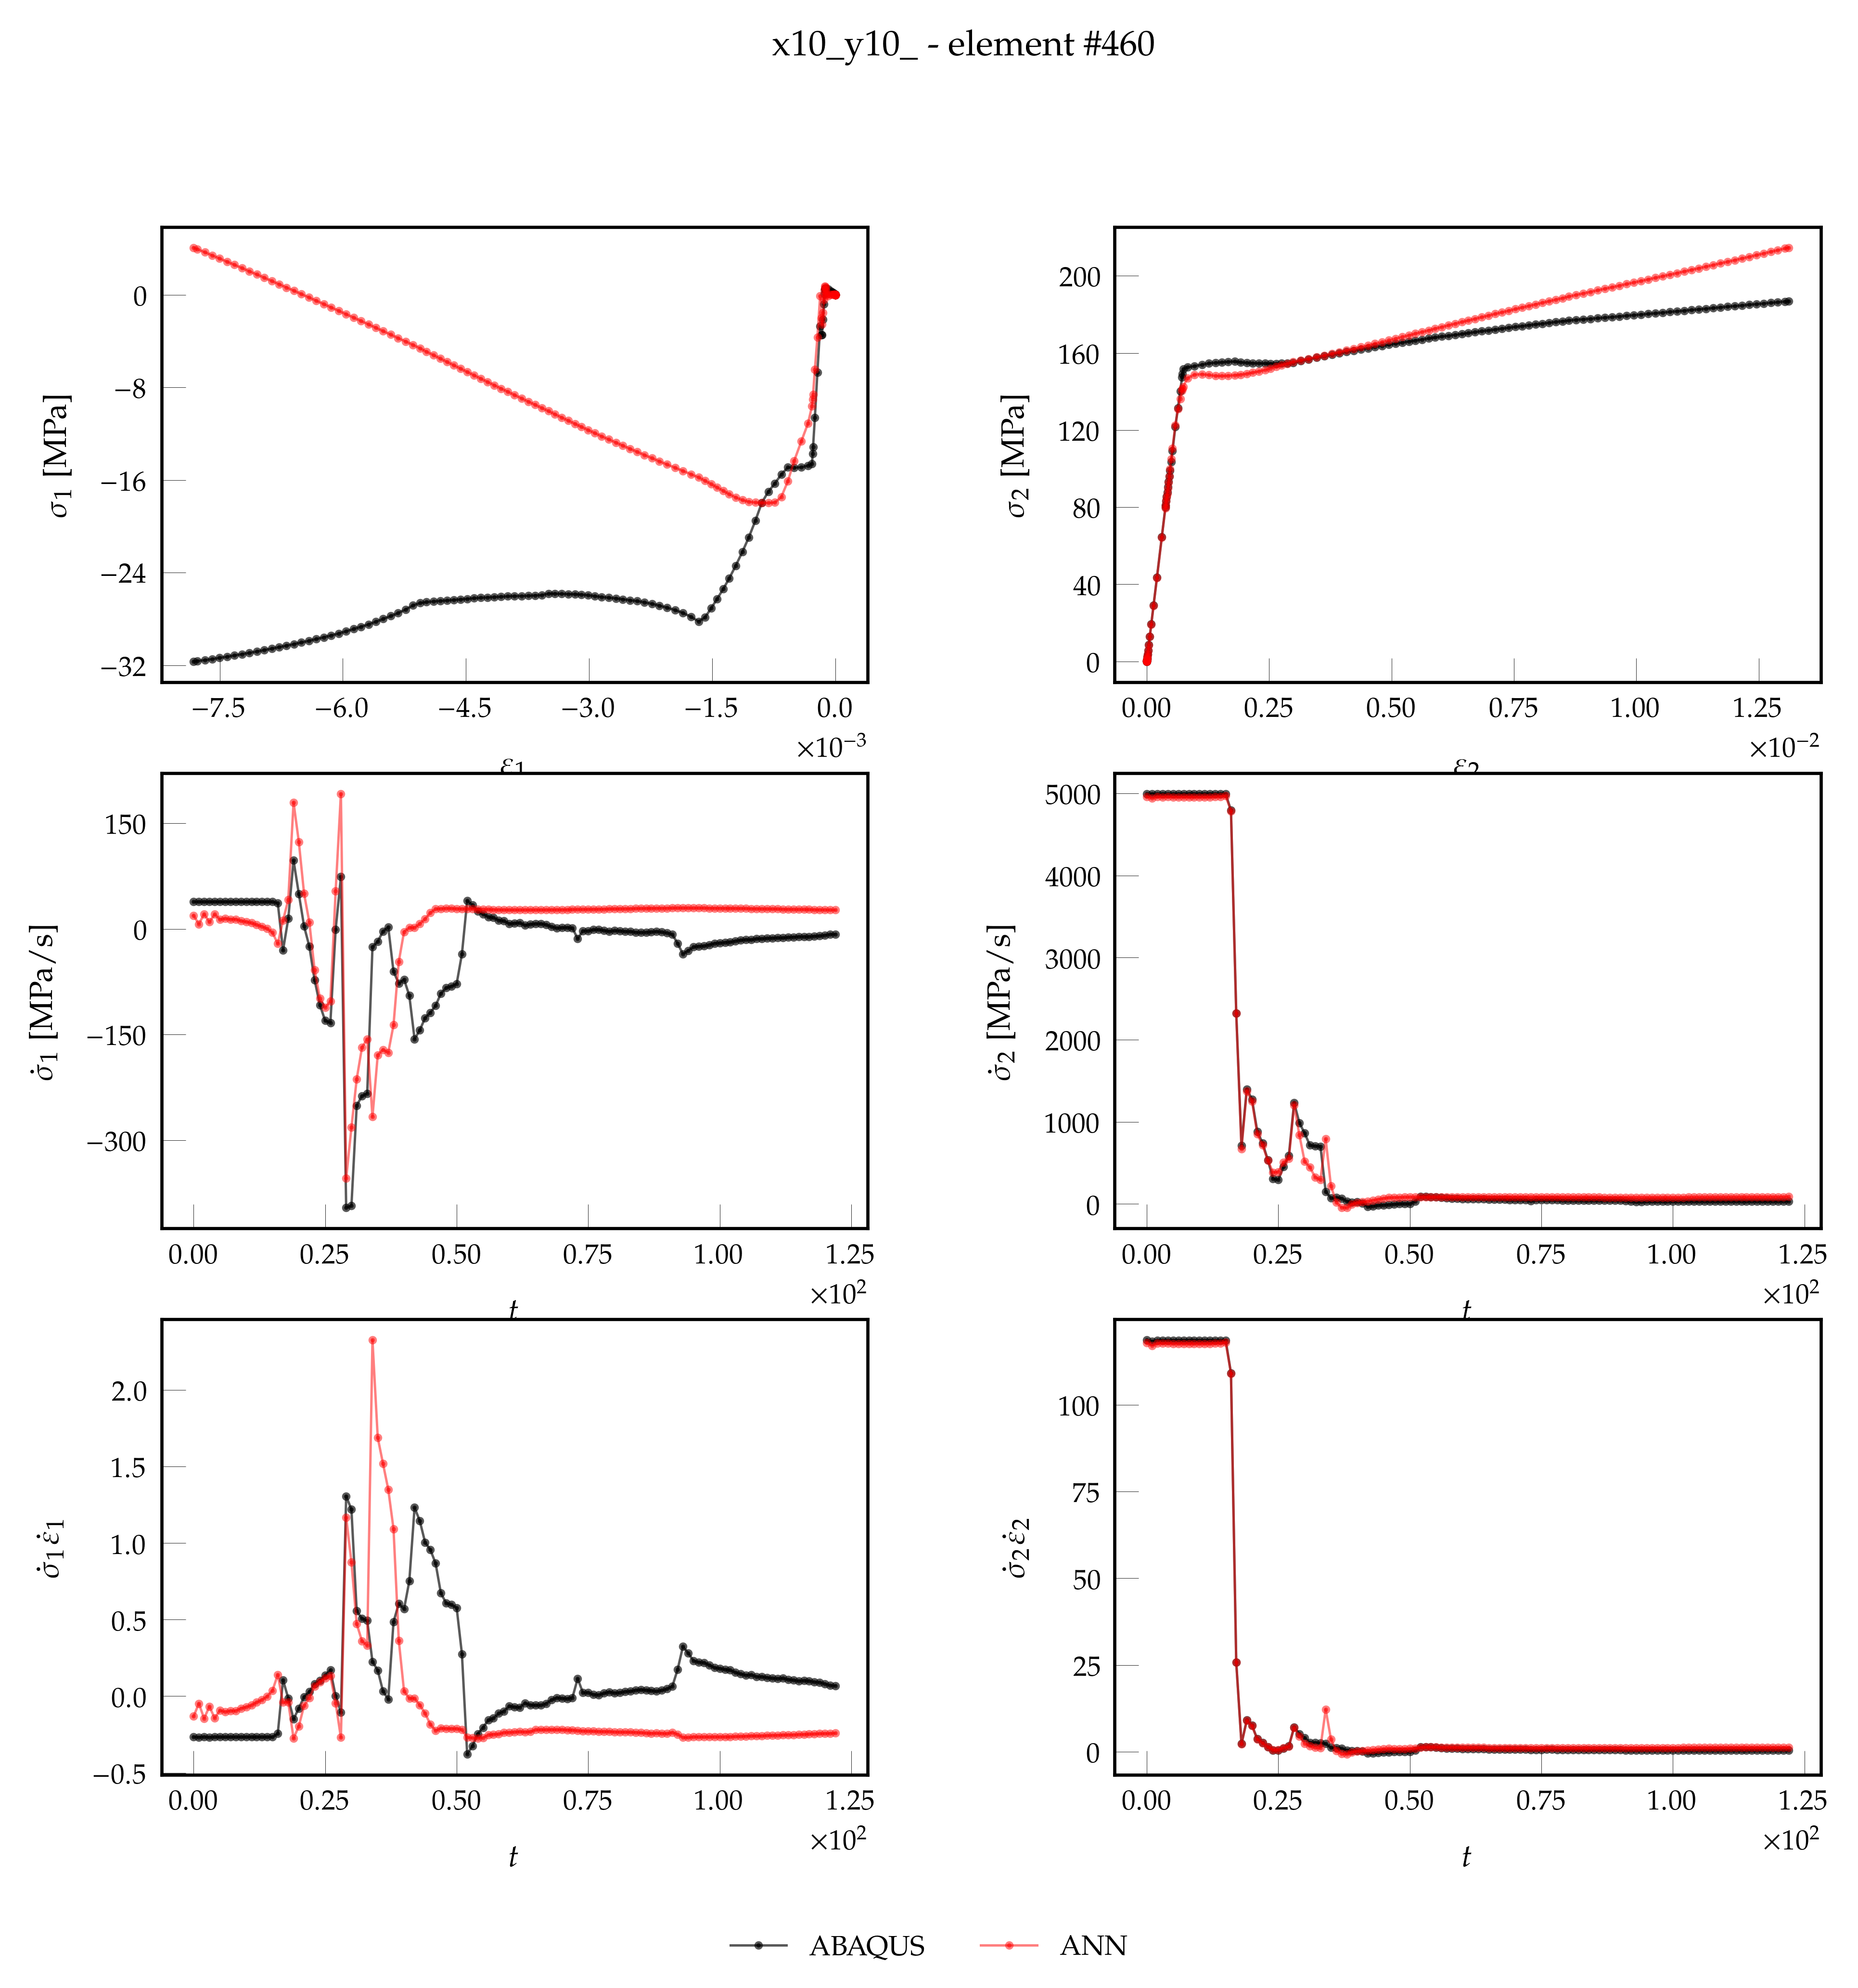 x10_y10_ - element #460
σ1 [MPa]
0
−8
−16
−24
−32
−7.5 −6.0 −4.5 −3.0 −1.5 0.0
×10−3
ε1
σ2 [MPa]
200
160
120
80
40
0
0.00 0.25 0.50 0.75 1.00 1.25
×10−2
ε2
σ̇1 [MPa/s]
150
0
−150
−300
0.00 0.25 0.50 0.75 1.00 1.25
×102
t
σ̇2 [MPa/s]
5000
4000
3000
2000
1000
0
0.00 0.25 0.50 0.75 1.00 1.25
×102
t
σ̇1ε̇1
2.0
1.5
1.0
0.5
0.0
−0.5
0.00 0.25 0.50 0.75 1.00 1.25
×102
t
σ̇2ε̇2
100
75
50
25
0
0.00 0.25 0.50 0.75 1.00 1.25
×102
t
ABAQUS ANN